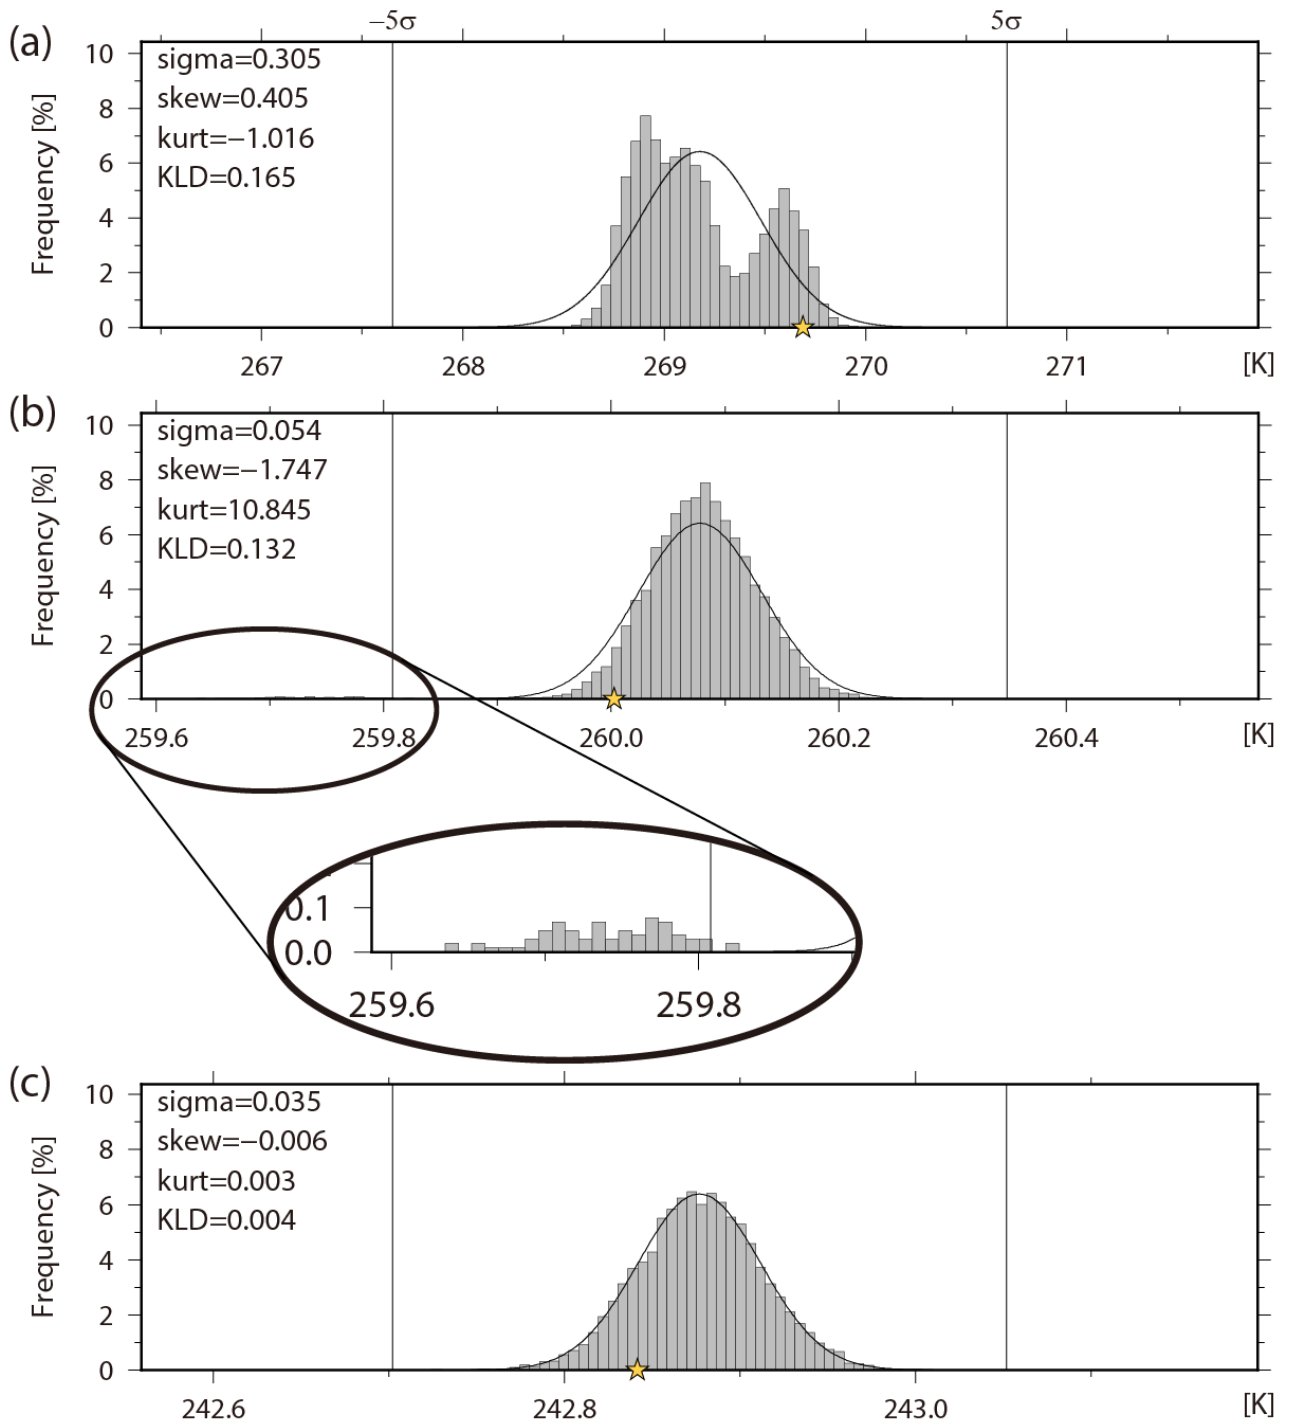 −5σ 5σ
(a)
sigma=0.305
skew=0.405
kurt=−1.016
KLD=0.165
Frequency [%]
10
8
6
4
2
0
267 268 269 270 271 [K]
(b)
sigma=0.054
skew=−1.747
kurt=10.845
KLD=0.132
Frequency [%]
10
8
6
4
2
0
259.6 259.8 260.0 260.2 260.4 [K]
0.1
0.0
259.6 259.8
(c)
sigma=0.035
skew=−0.006
kurt=0.003
KLD=0.004
Frequency [%]
10
8
6
4
2
0
242.6 242.8 243.0 [K]